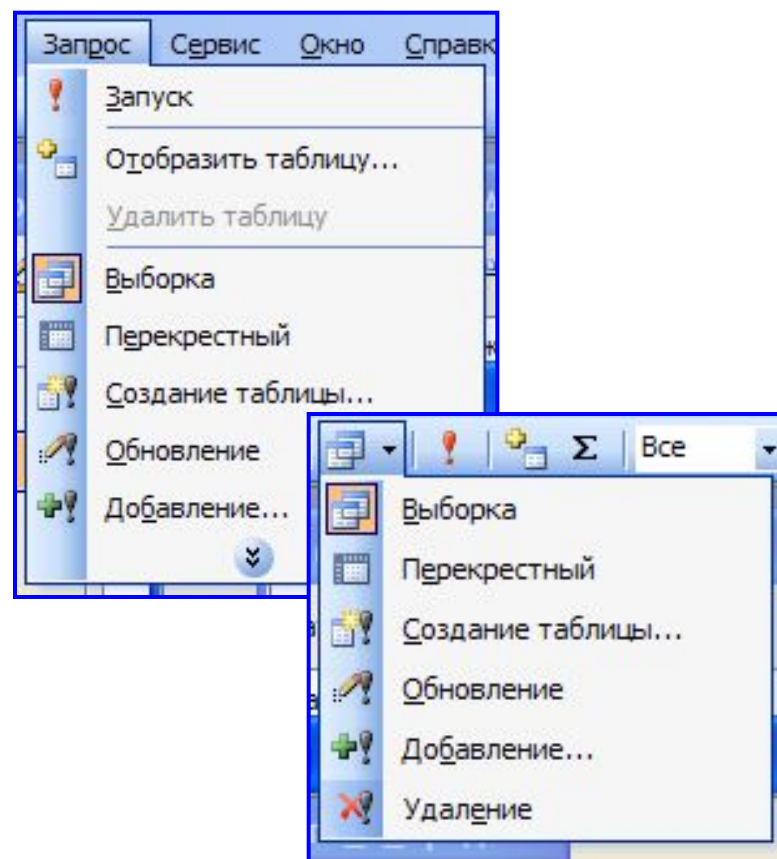 Запрос Сервис Окно Справк
Запуск
Отобразить таблицу...
Удалить таблицу
Выборка
Перекрестный
Создание таблицы...
Обновление
Добавление...
Σ Все
Выборка
Перекрестный
Создание таблицы...
Обновление
Добавление...
Удаление